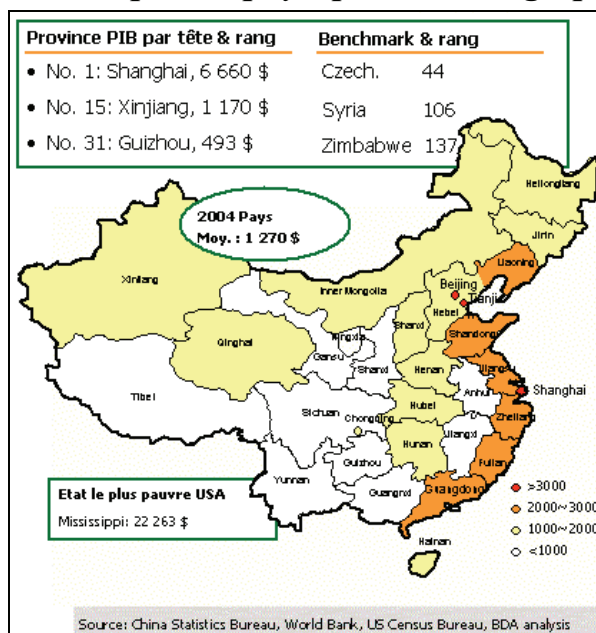 Province PIB par tête & rang
• No. 1: Shanghai, 6 660 $
• No. 15: Xinjiang, 1 170 $
• No. 31: Guizhou, 493 $
Benchmark & rang
Czech. 44
Syria 106
Zimbabwe 137
2004 Pays
Moy. : 1 270 $
Heilongjiang
Jirin
Liaoning
Xinjiang
Inner Mongolia
Beijing
Tianji
Hebei
Shanxi
Shandong
Ningxia
Qinghai
Gansu
Shanxi
Henan
Jiangsu
Shanghai
Tibet
Anhui
Sichuan
Chongqing
Hubei
Zhejiang
Hunan
Jiangxi
Guizhou
Fujian
Yunnan
Guangxi
Guangdong
Hainan
Etat le plus pauvre USA
Mississippi: 22 263 $
>3000
2000~3000
1000~2000
<1000
Source: China Statistics Bureau, World Bank, US Census Bureau, BDA analysis